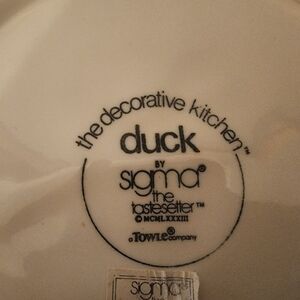 the decorative kitchen™
duck
BY
sigma®
the
tastesetter™
© MCMLXXXIII
a TOWLE® company
sigma